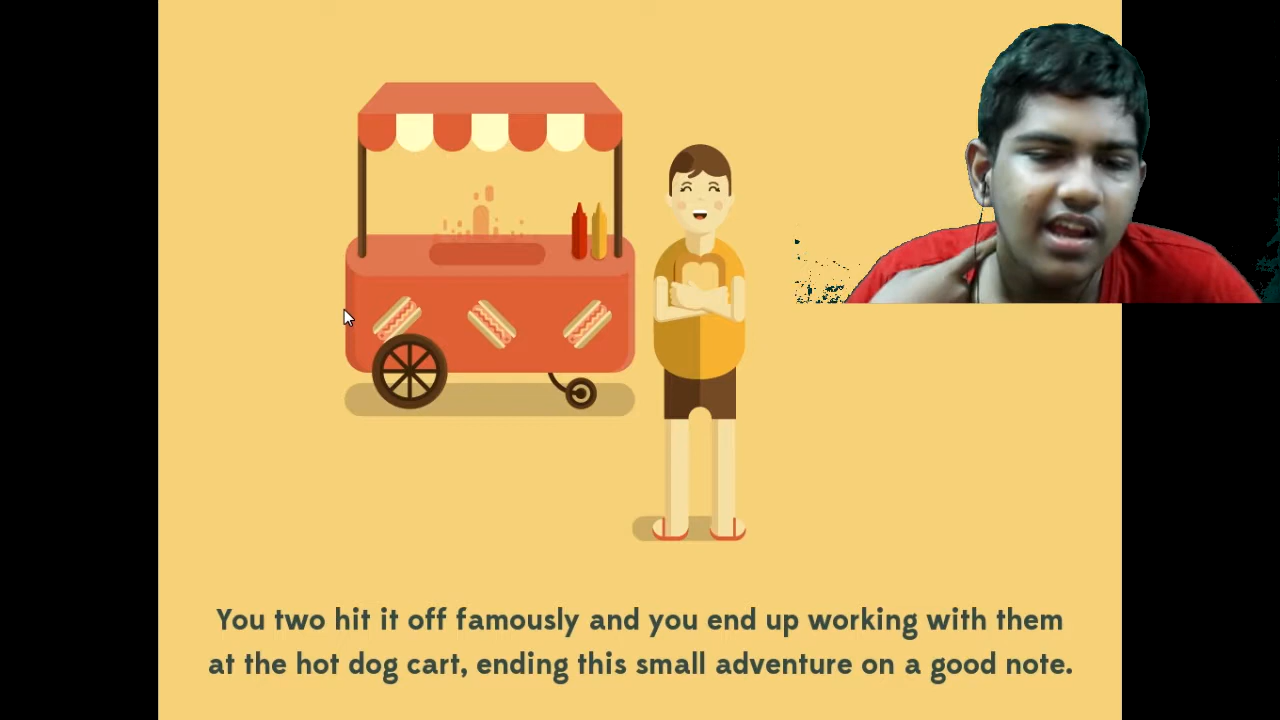 You two hit it off famously and you end up working with them
at the hot dog cart, ending this small adventure on a good note.